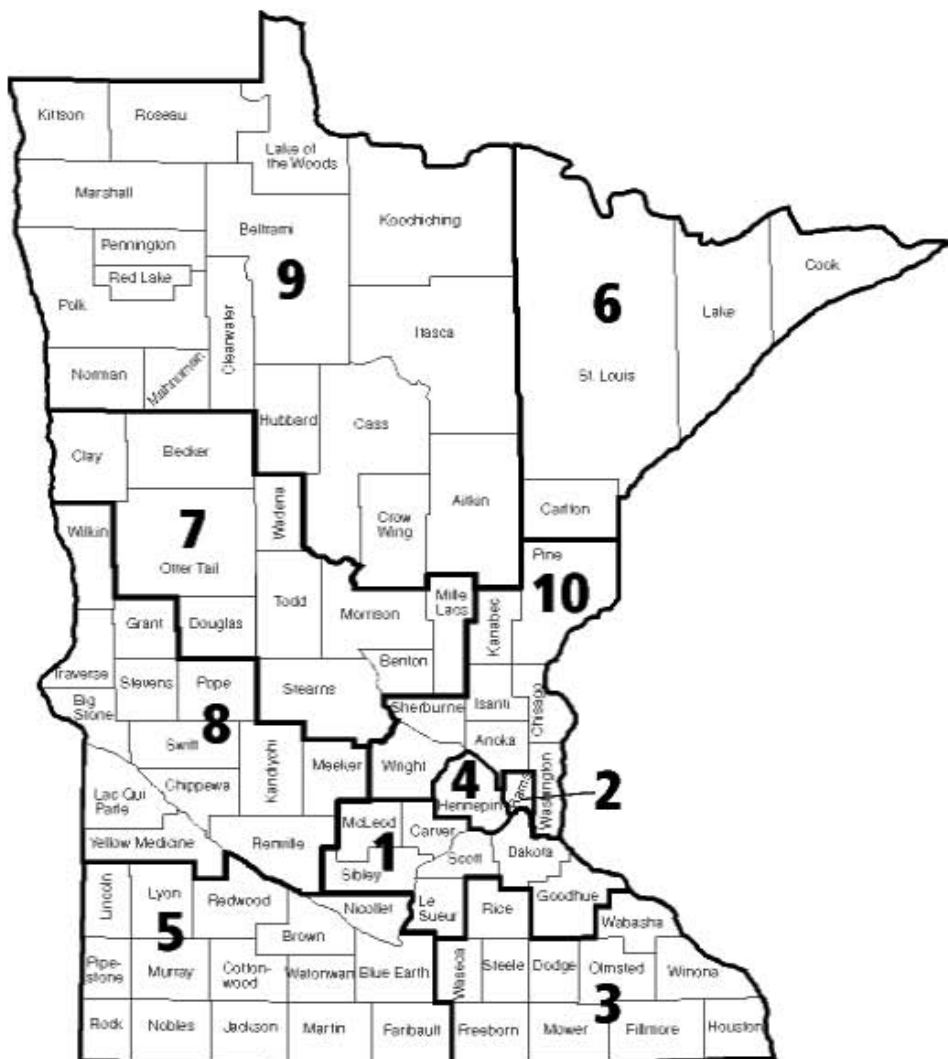 Kittson
Roseau
Lake of
the Woods
Marshall
Koochiching
Beltrami
Pennington
Red Lake
9
6
Cook
Lake
Polk
Clearwater
Itasca
Norman
Mahnomen
St. Louis
Hubbard
Cass
Clay
Becker
Aitkin
Wadena
Crow
Wing
Carlton
7
Wilkin
Otter Tail
Pine
10
Todd
Morrison
Mille
Lacs
Kanabec
Grant
Douglas
Benton
Traverse
Stevens
Pope
Stearns
Big
Stone
Sherburne
Isanti
Chisago
8
Swift
Anoka
Kandiyohi
Meeker
Wright
4
Hennepin
Rams
Washington
2
Chippewa
Lac Qui
Parle
McLeod
Carver
Yellow Medicine
Renville
1
Scott
Dakota
Sibley
Lincoln
Lyon
Redwood
Nicollet
Le
Sueur
Rice
Goodhue
Wabasha
5
Brown
Pipe-
stone
Murray
Cotton-
wood
Watonwan
Blue Earth
Waseca
Steele
Dodge
Olmsted
Winona
3
Rock
Nobles
Jackson
Martin
Faribault
Freeborn
Mower
Fillmore
Houston